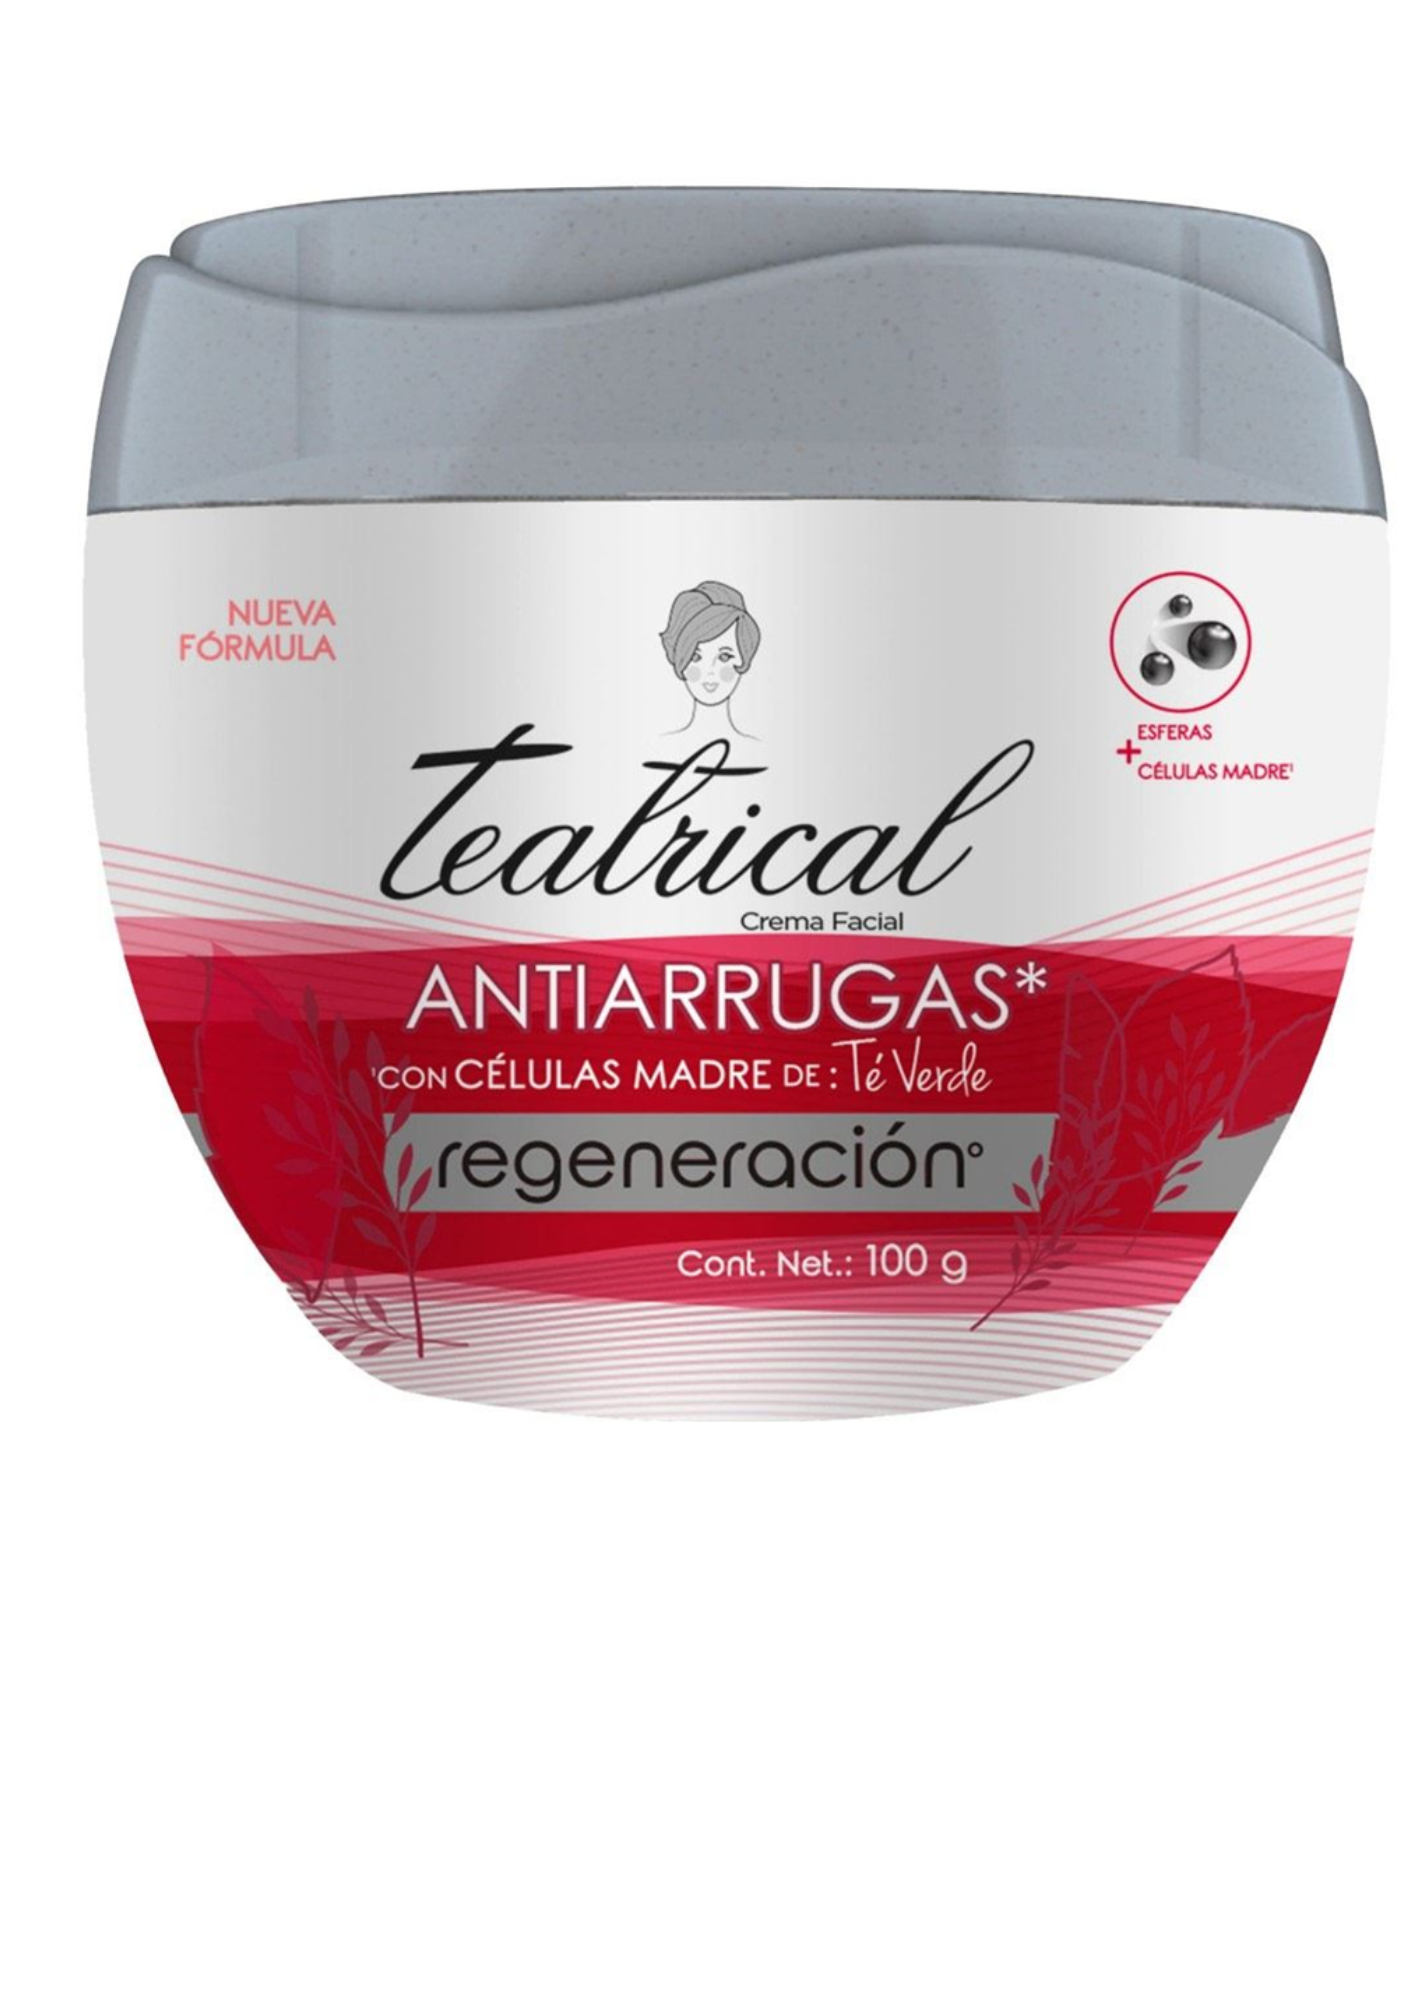 NUEVA
FÓRMULA
ESFERAS
+
CÉLULAS MADRE¹
Teatrical
Crema Facial
ANTIARRUGAS*
¹CON CÉLULAS MADRE DE: Té Verde
regeneración°
Cont. Net.: 100 g